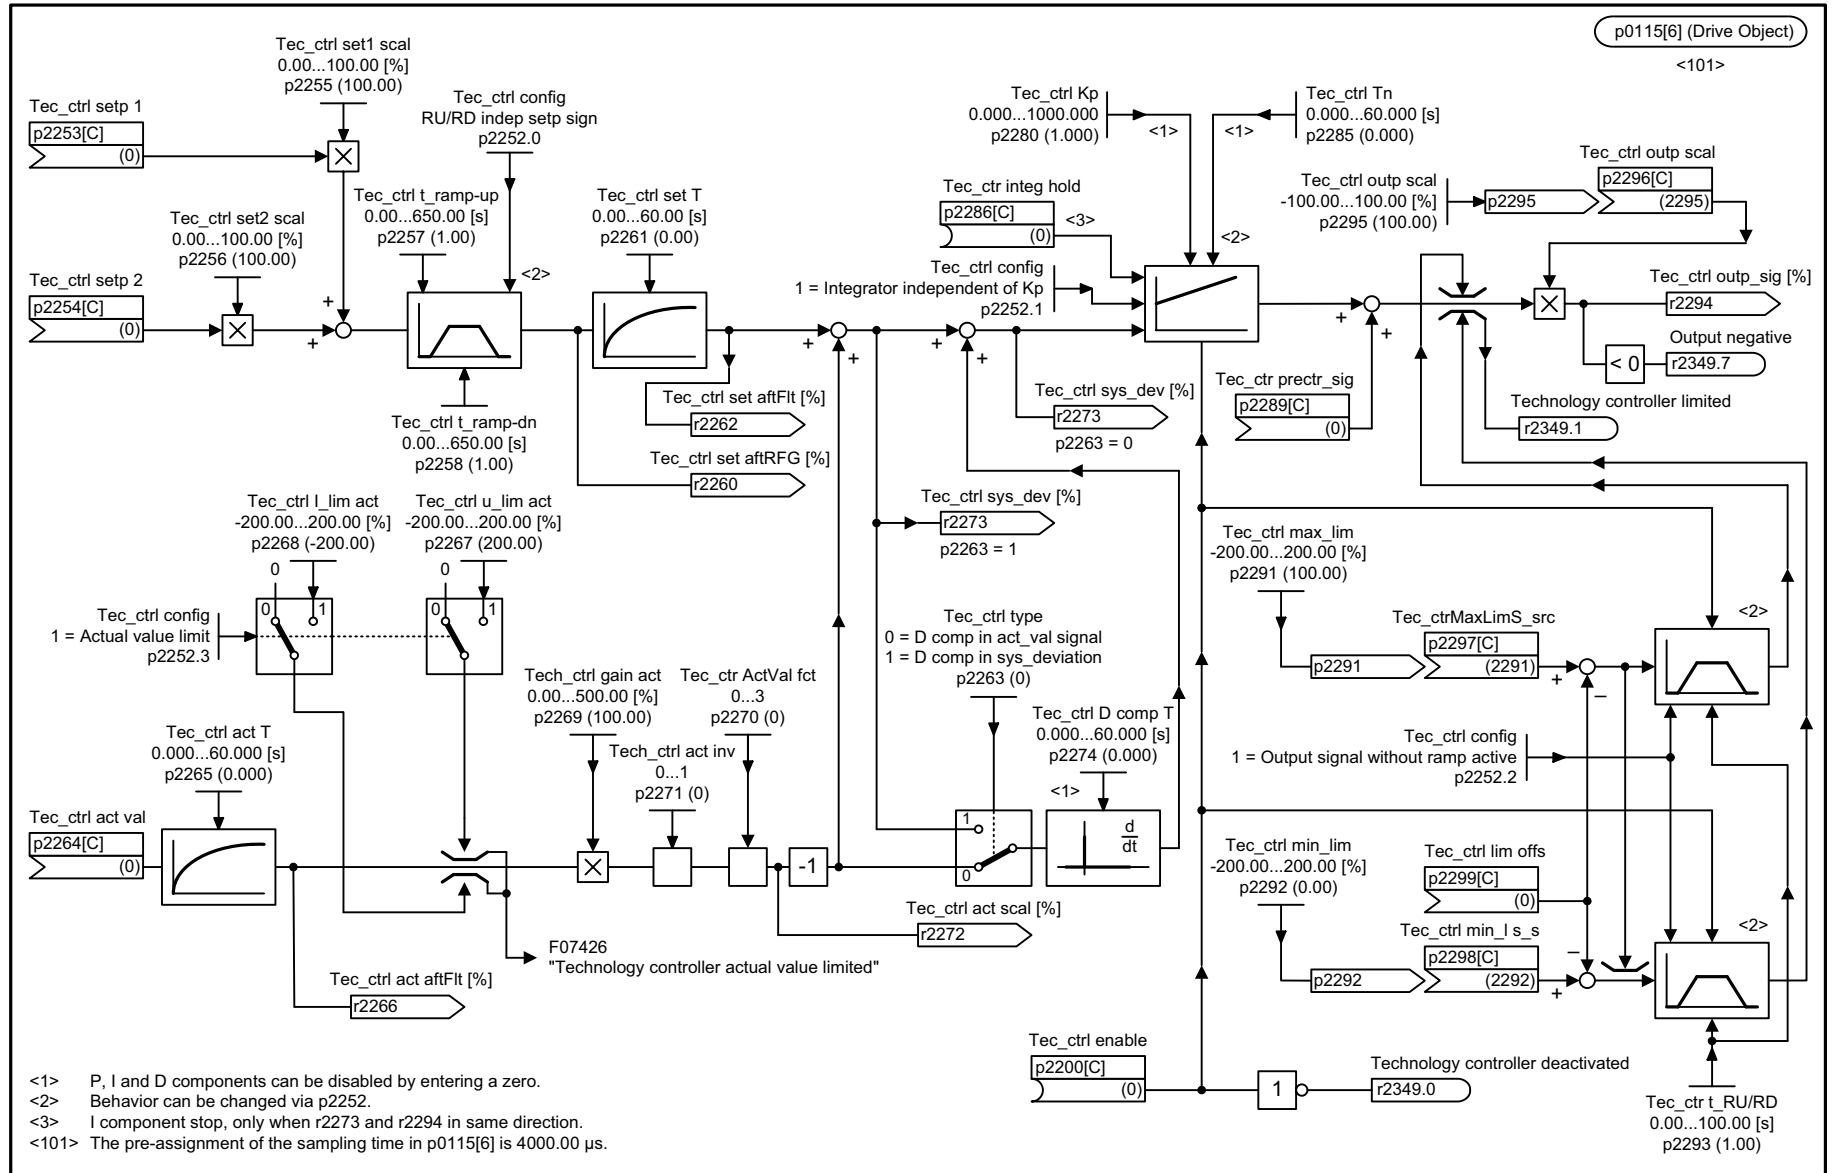 p0115[6] (Drive Object)
<101>
Tec_ctrl set1 scal
0.00...100.00 [%]
p2255 (100.00)
Tec_ctrl setp 1
p2253[C]
(0)
Tec_ctrl config
RU/RD indep setp sign
p2252.0
Tec_ctrl set2 scal
0.00...100.00 [%]
p2256 (100.00)
Tec_ctrl t_ramp-up
0.00...650.00 [s]
p2257 (1.00)
<2>
Tec_ctrl set T
0.00...60.00 [s]
p2261 (0.00)
Tec_ctrl setp 2
p2254[C]
(0)
+
+
Tec_ctrl t_ramp-dn
0.00...650.00 [s]
p2258 (1.00)
Tec_ctrl set aftFlt [%]
r2262
Tec_ctrl set aftRFG [%]
r2260
+
+
+
+
Tec_ctrl Kp
0.000...1000.000
p2280 (1.000)
<1>
Tec_ctrl Tn
0.000...60.000 [s]
p2285 (0.000)
<1>
Tec_ctr integ hold
p2286[C]
(0)
<3>
<2>
Tec_ctrl config
1 = Integrator independent of Kp
p2252.1
Tec_ctrl outp scal
-100.00...100.00 [%]
p2295 (100.00)
p2295
Tec_ctrl outp scal
p2296[C]
(2295)
Tec_ctrl outp_sig [%]
r2294
Output negative
< 0
r2349.7
+
+
Tec_ctr prectr_sig
p2289[C]
(0)
Technology controller limited
r2349.1
Tec_ctrl sys_dev [%]
r2273
p2263 = 0
Tec_ctrl sys_dev [%]
r2273
p2263 = 1
Tec_ctrl l_lim act
-200.00...200.00 [%]
p2268 (-200.00)
0
0
1
Tec_ctrl u_lim act
-200.00...200.00 [%]
p2267 (200.00)
0
0
1
Tec_ctrl config
1 = Actual value limit
p2252.3
Tec_ctrl act T
0.000...60.000 [s]
p2265 (0.000)
Tec_ctrl act val
p2264[C]
(0)
Tech_ctrl gain act
0.00...500.00 [%]
p2269 (100.00)
Tech_ctrl act inv
0...1
p2271 (0)
Tec_ctr ActVal fct
0...3
p2270 (0)
-1
Tec_ctrl type
0 = D comp in act_val signal
1 = D comp in sys_deviation
p2263 (0)
1
0
Tec_ctrl D comp T
0.000...60.000 [s]
p2274 (0.000)
<1>
d
dt
Tec_ctrl act scal [%]
r2272
F07426
"Technology controller actual value limited"
Tec_ctrl act aftFlt [%]
r2266
Tec_ctrl max_lim
-200.00...200.00 [%]
p2291 (100.00)
p2291
Tec_ctrMaxLimS_src
p2297[C]
(2291)
+
–
<2>
Tec_ctrl config
1 = Output signal without ramp active
p2252.2
Tec_ctrl min_lim
-200.00...200.00 [%]
p2292 (0.00)
p2292
Tec_ctrl lim offs
p2299[C]
(0)
Tec_ctrl min_l s_s
p2298[C]
(2292)
–
+
<2>
Tec_ctrl enable
p2200[C]
(0)
1
Technology controller deactivated
r2349.0
Tec_ctr t_RU/RD
0.00...100.00 [s]
p2293 (1.00)
<1> P, I and D components can be disabled by entering a zero.
<2> Behavior can be changed via p2252.
<3> I component stop, only when r2273 and r2294 in same direction.
<101> The pre-assignment of the sampling time in p0115[6] is 4000.00 µs.